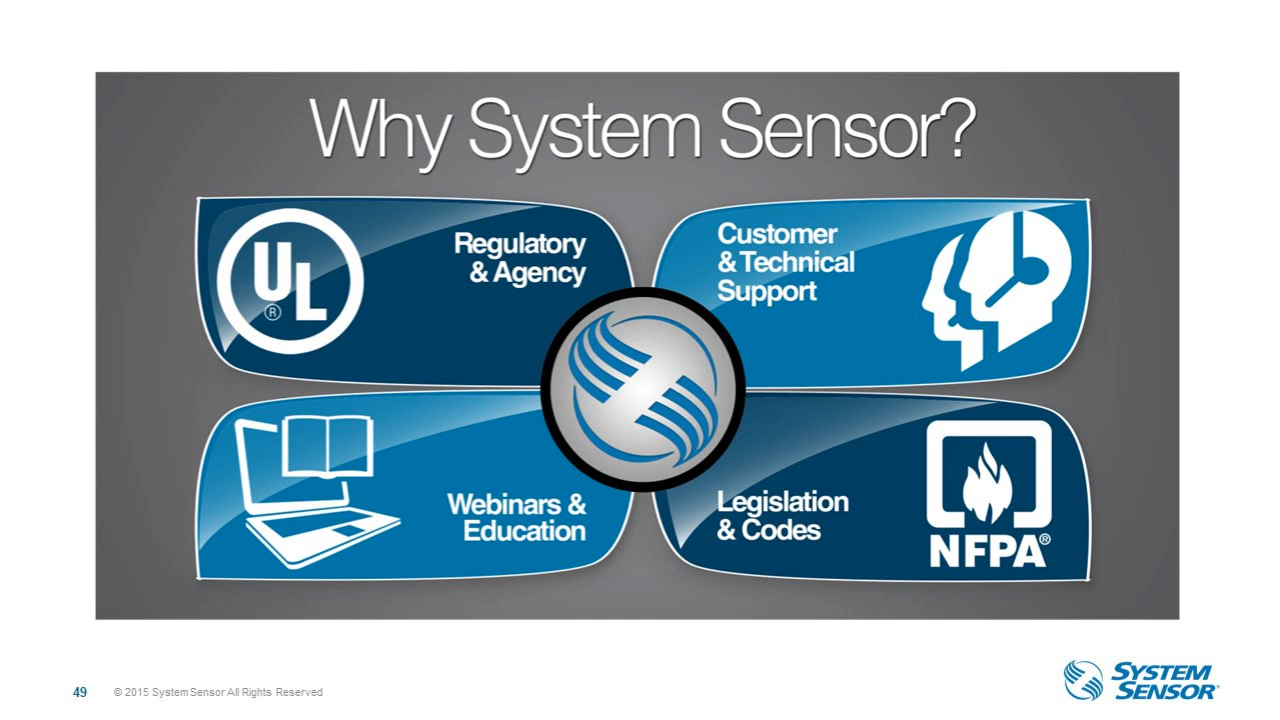 Why System Sensor?
UL
®
Regulatory
& Agency
Customer
& Technical
Support
Webinars &
Education
Legislation
& Codes
NFPA®
49
© 2015 System Sensor All Rights Reserved
SYSTEM
SENSOR®